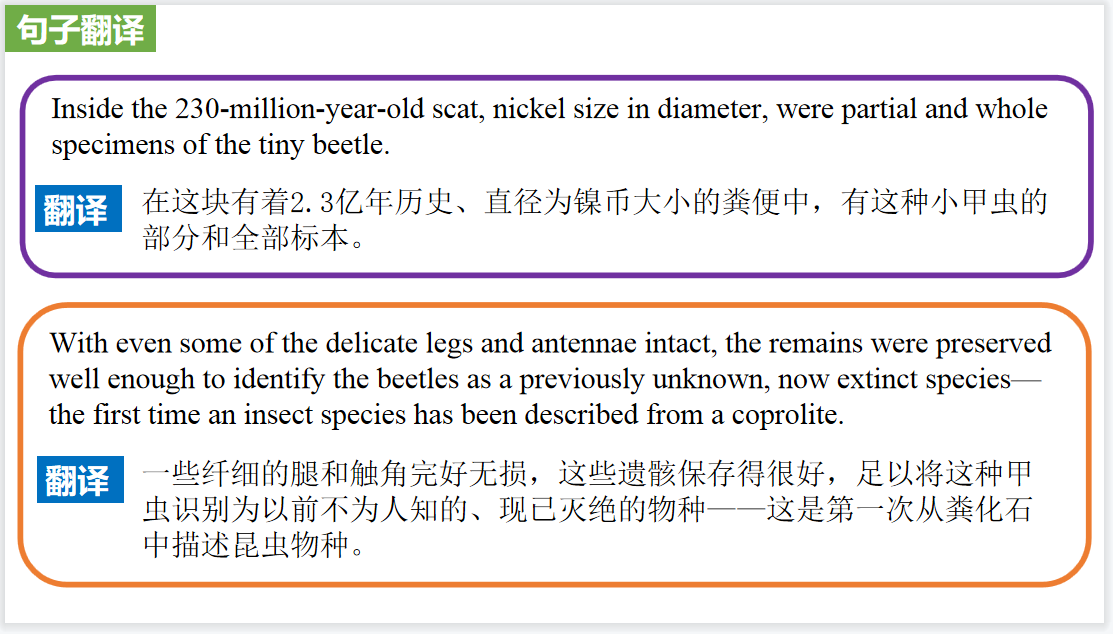 句子翻译
Inside the 230-million-year-old scat, nickel size in diameter, were partial and whole
specimens of the tiny beetle.
翻译
在这块有着2.3亿年历史、直径为镍币大小的粪便中，有这种小甲虫的
部分和全部标本。
With even some of the delicate legs and antennae intact, the remains were preserved
well enough to identify the beetles as a previously unknown, now extinct species—
the first time an insect species has been described from a coprolite.
翻译
一些纤细的腿和触角完好无损，这些遗骸保存得很好，足以将这种甲
虫识别为以前不为人知的、现已灭绝的物种——这是第一次从粪化石
中描述昆虫物种。